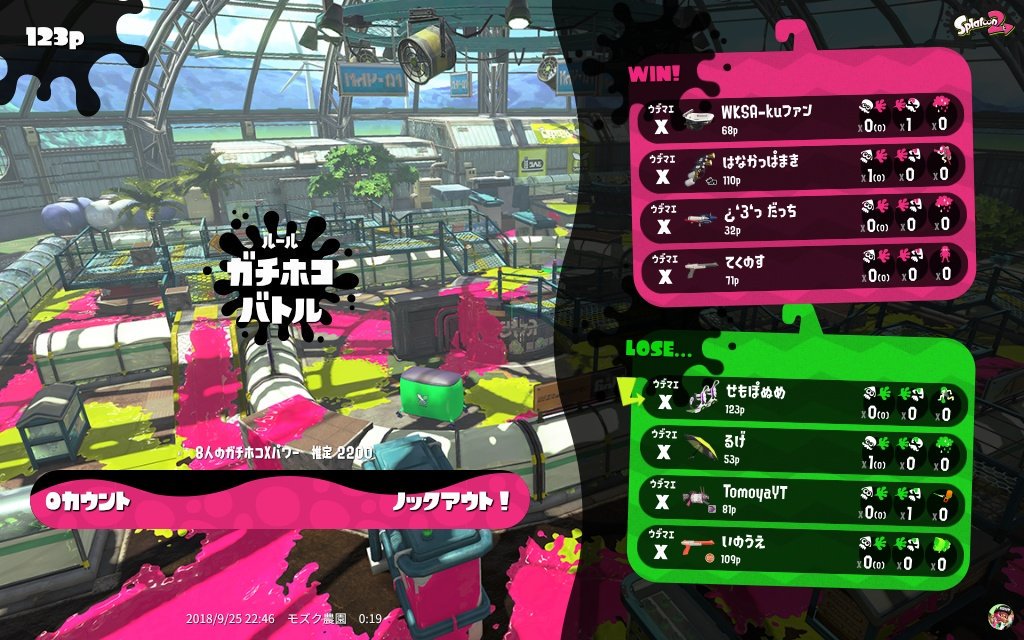 123p
Splatoon 2
MAP-01
ルール
ガチホコ
バトル
8人のガチホコXパワー 推定 2200
0カウント
ノックアウト!
2018/9/25 22:46 モズク農園 0:19
WIN!
ウデマエ X WKSA-kuファン 68p x0(0) x1 x0
ウデマエ X はなかっぱまき 110p x1(0) x0 x0
ウデマエ X ¿'3'っ だっち 32p x0(0) x0 x0
ウデマエ X てくのす 71p x0(0) x0 x0
LOSE...
ウデマエ X せもぽぬめ 123p x0(0) x0 x0
ウデマエ X るげ 53p x1(0) x0 x0
ウデマエ X TomoyaYT 81p x0(0) x1 x0
ウデマエ X いのうえ 109p x0(0) x0 x0